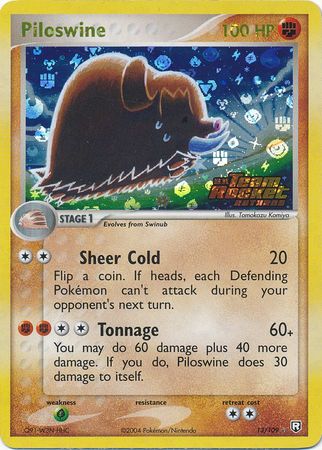 Piloswine 100 HP
EX
Team
Rocket
RETURNS
STAGE 1
Evolves from Swinub
Illus. Tomokazu Komiya
Sheer Cold 20
Flip a coin. If heads, each Defending
Pokémon can't attack during your
opponent's next turn.
Tonnage 60+
You may do 60 damage plus 40 more
damage. If you do, Piloswine does 30
damage to itself.
weakness resistance retreat cost
©2004 Pokémon/Nintendo
R